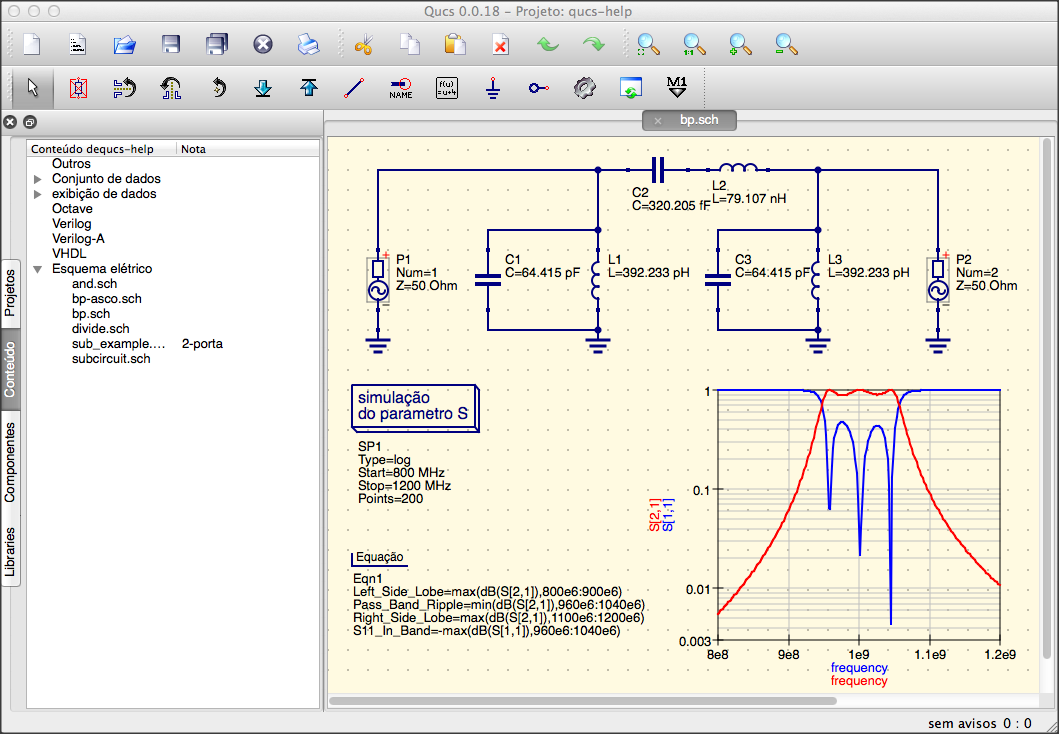 Qucs 0.0.18 - Projeto: qucs-help
1:1
NAME
f(u)
=u+4
M1
bp.sch
Conteúdo dequcs-help Nota
Outros
Conjunto de dados
exibição de dados
Octave
Verilog
Verilog-A
VHDL
Esquema elétrico
and.sch
bp-asco.sch
bp.sch
divide.sch
sub_example.... 2-porta
subcircuit.sch
Projetos
Conteúdo
Componentes
Libraries
C2
C=320.205 fF
L2
L=79.107 nH
P1
Num=1
Z=50 Ohm
C1
C=64.415 pF
L1
L=392.233 pH
C3
C=64.415 pF
L3
L=392.233 pH
P2
Num=2
Z=50 Ohm
simulação
do parametro S
SP1
Type=log
Start=800 MHz
Stop=1200 MHz
Points=200
Equação
Eqn1
Left_Side_Lobe=max(dB(S[2,1]),800e6:900e6)
Pass_Band_Ripple=min(dB(S[2,1]),960e6:1040e6)
Right_Side_Lobe=max(dB(S[2,1]),1100e6:1200e6)
S11_In_Band=-max(dB(S[1,1]),960e6:1040e6)
S[2,1]
S[1,1]
1
0.1
0.01
0.003
8e8 9e8 1e9 1.1e9 1.2e9
frequency
frequency
sem avisos 0 : 0